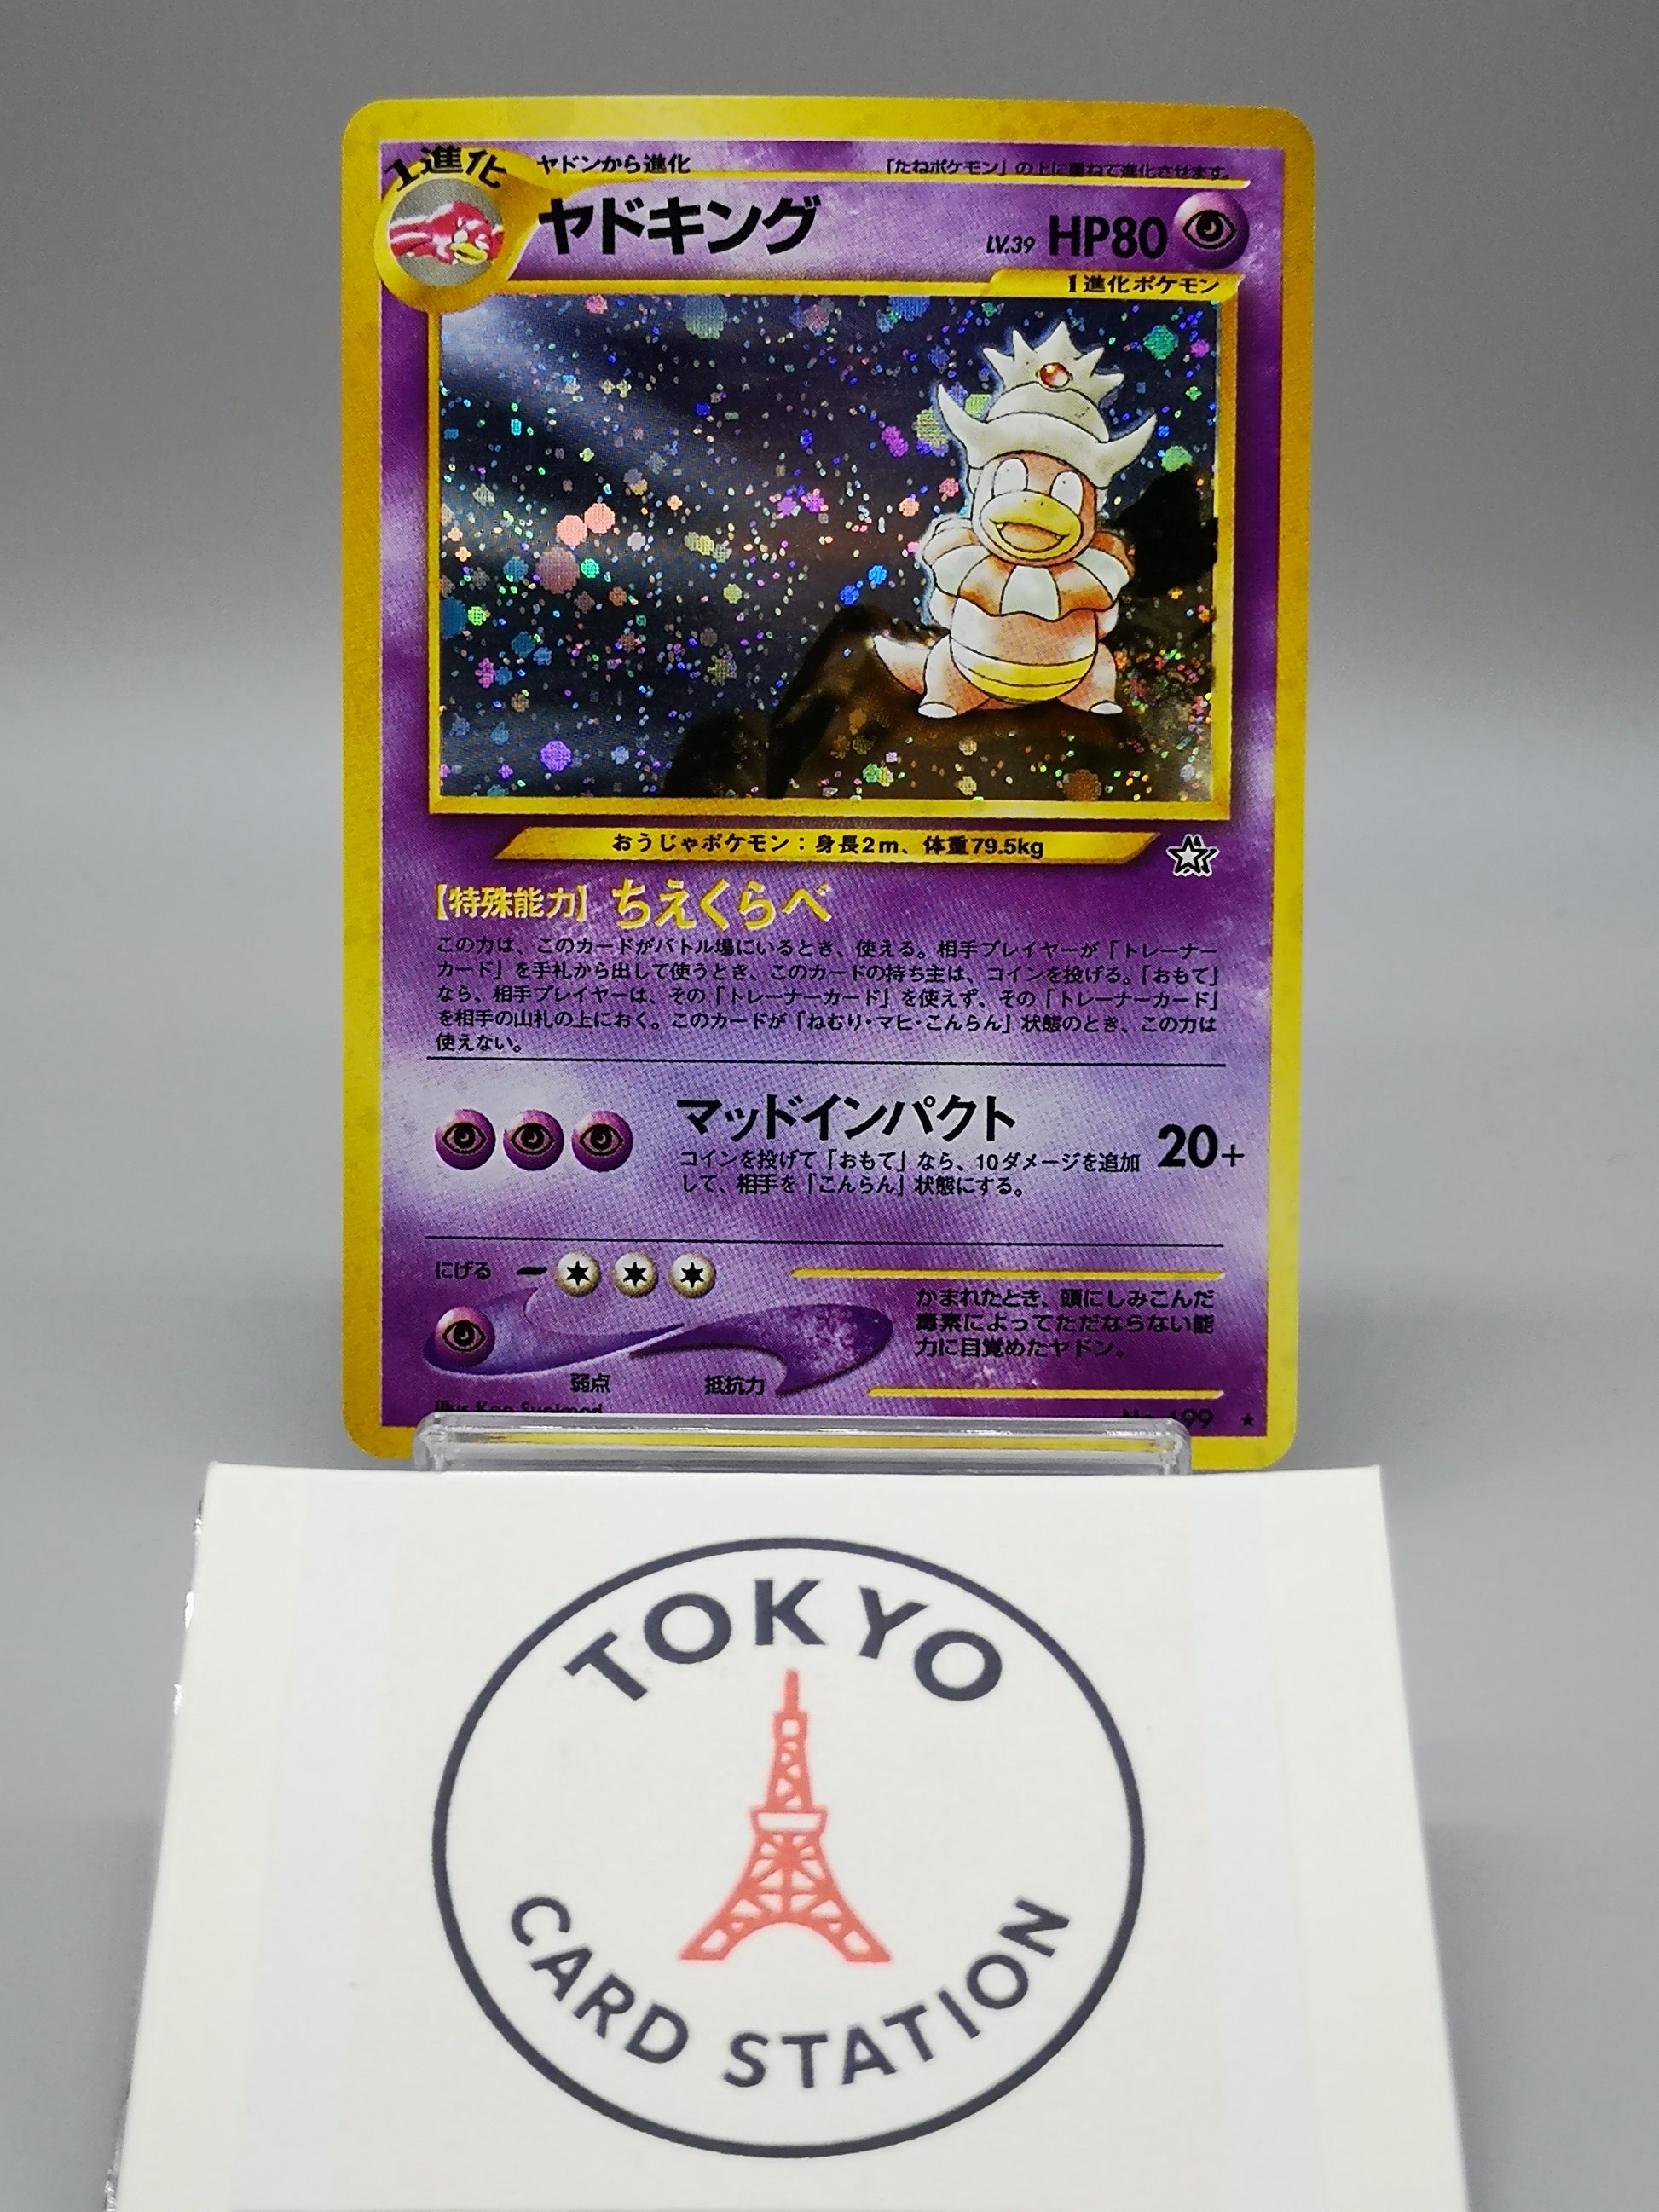 1進化
ヤドンから進化
「たねポケモン」の上に重ねて進化させます。
ヤドキング
LV.39 HP80
1進化ポケモン
おうじゃポケモン：身長2m、体重79.5kg
【特殊能力】ちえくらべ
この力は、このカードがバトル場にいるとき、使える。相手プレイヤーが「トレーナー
カード」を手札から出して使うとき、このカードの持ち主は、コインを投げる。「おもて」
なら、相手プレイヤーは、その「トレーナーカード」を使えず、その「トレーナーカード」
を相手の山札の上におく。このカードが「ねむり・マヒ・こんらん」状態のとき、この力は
使えない。
マッドインパクト
20+
コインを投げて「おもて」なら、10ダメージを追加
して、相手を「こんらん」状態にする。
にげる
かまれたとき、頭にしみこんだ
毒素によってただならない能
力に目覚めたヤドン。
弱点
抵抗力
Illus. Ken Sugimori
No.199 ★
TOKYO
CARD STATION